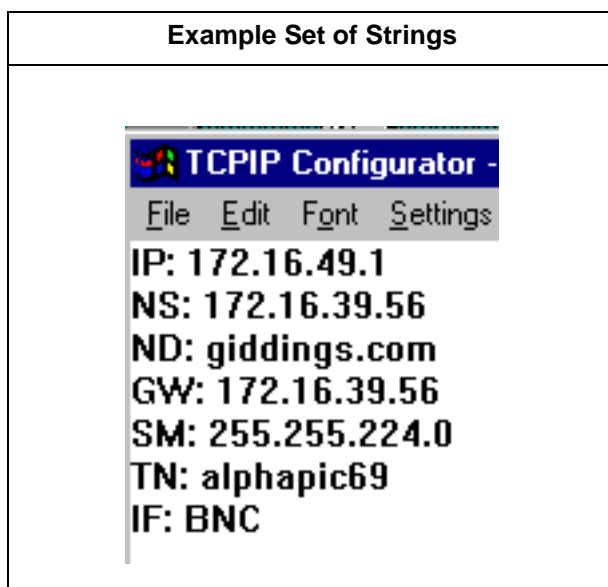 Example Set of Strings
TCPIP Configurator -
File Edit Font Settings
IP: 172.16.49.1
NS: 172.16.39.56
ND: giddings.com
GW: 172.16.39.56
SM: 255.255.224.0
TN: alphapic69
IF: BNC